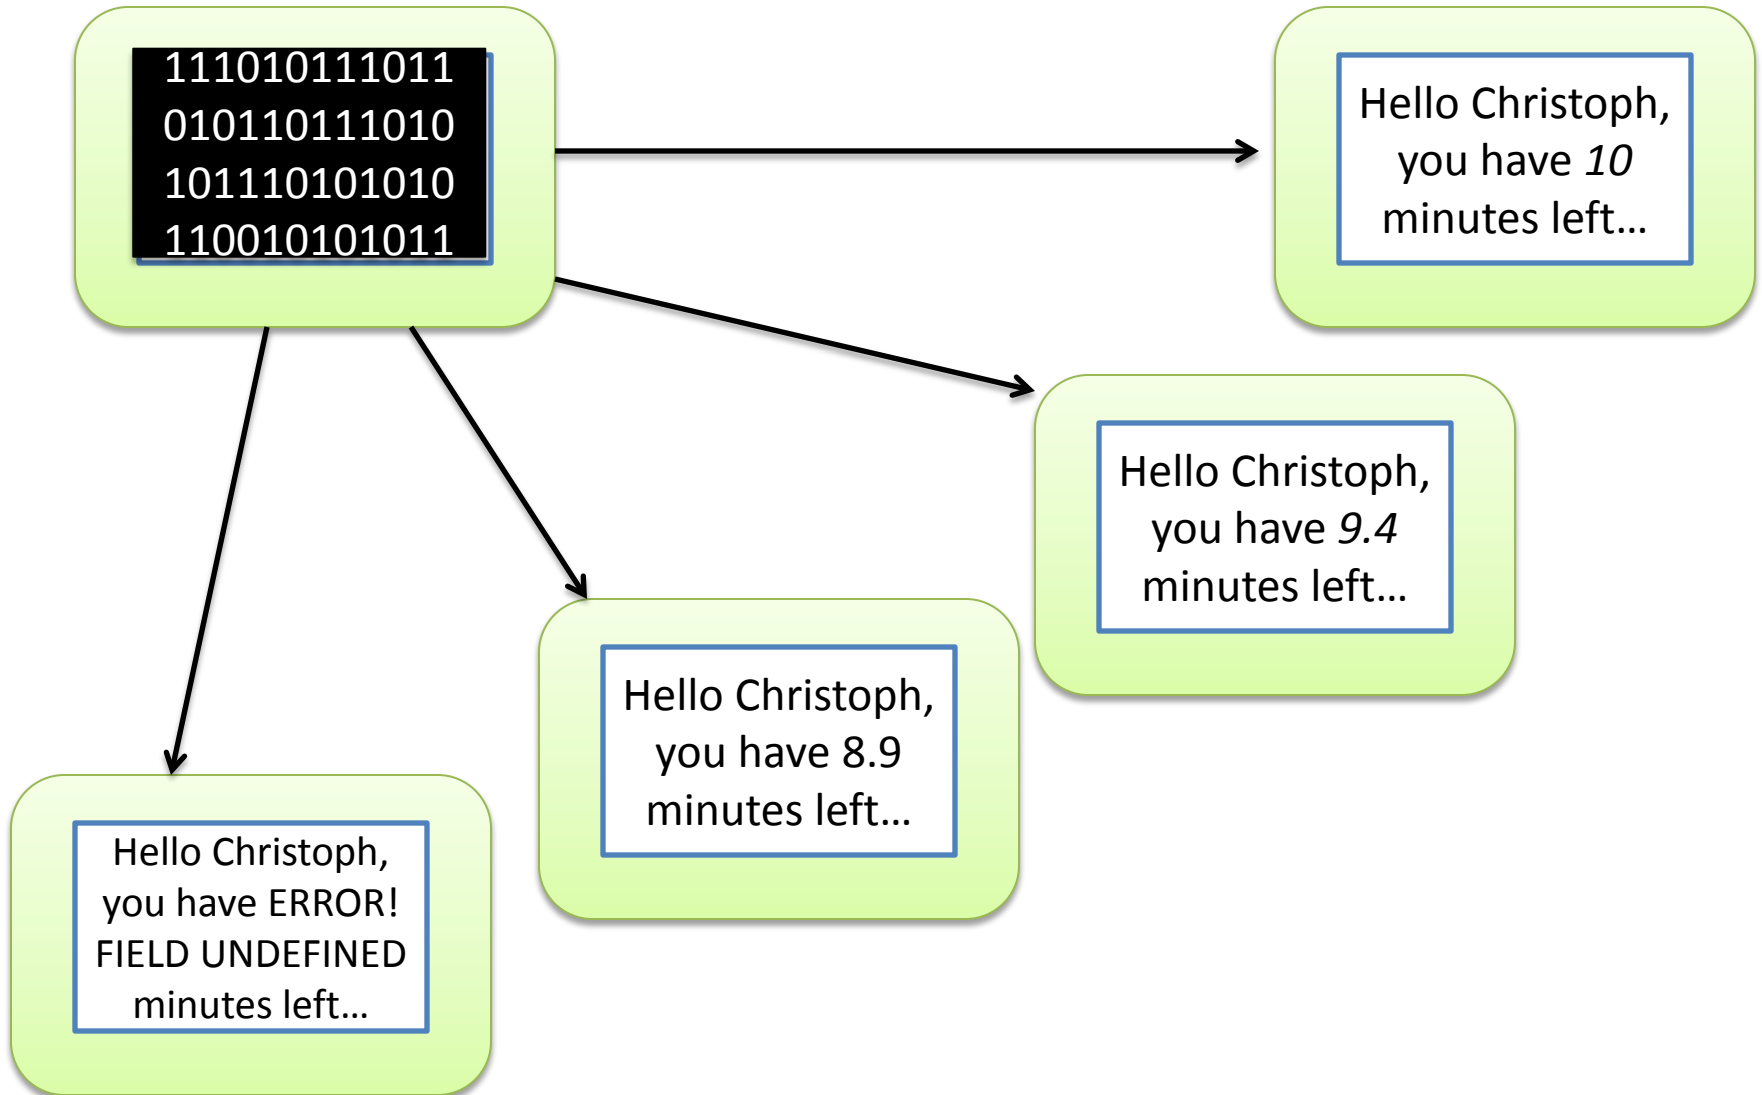 111010111011
010110111010
101110101010
110010101011
Hello Christoph,
you have 10
minutes left…
Hello Christoph,
you have 9.4
minutes left…
Hello Christoph,
you have 8.9
minutes left…
Hello Christoph,
you have ERROR!
FIELD UNDEFINED
minutes left…